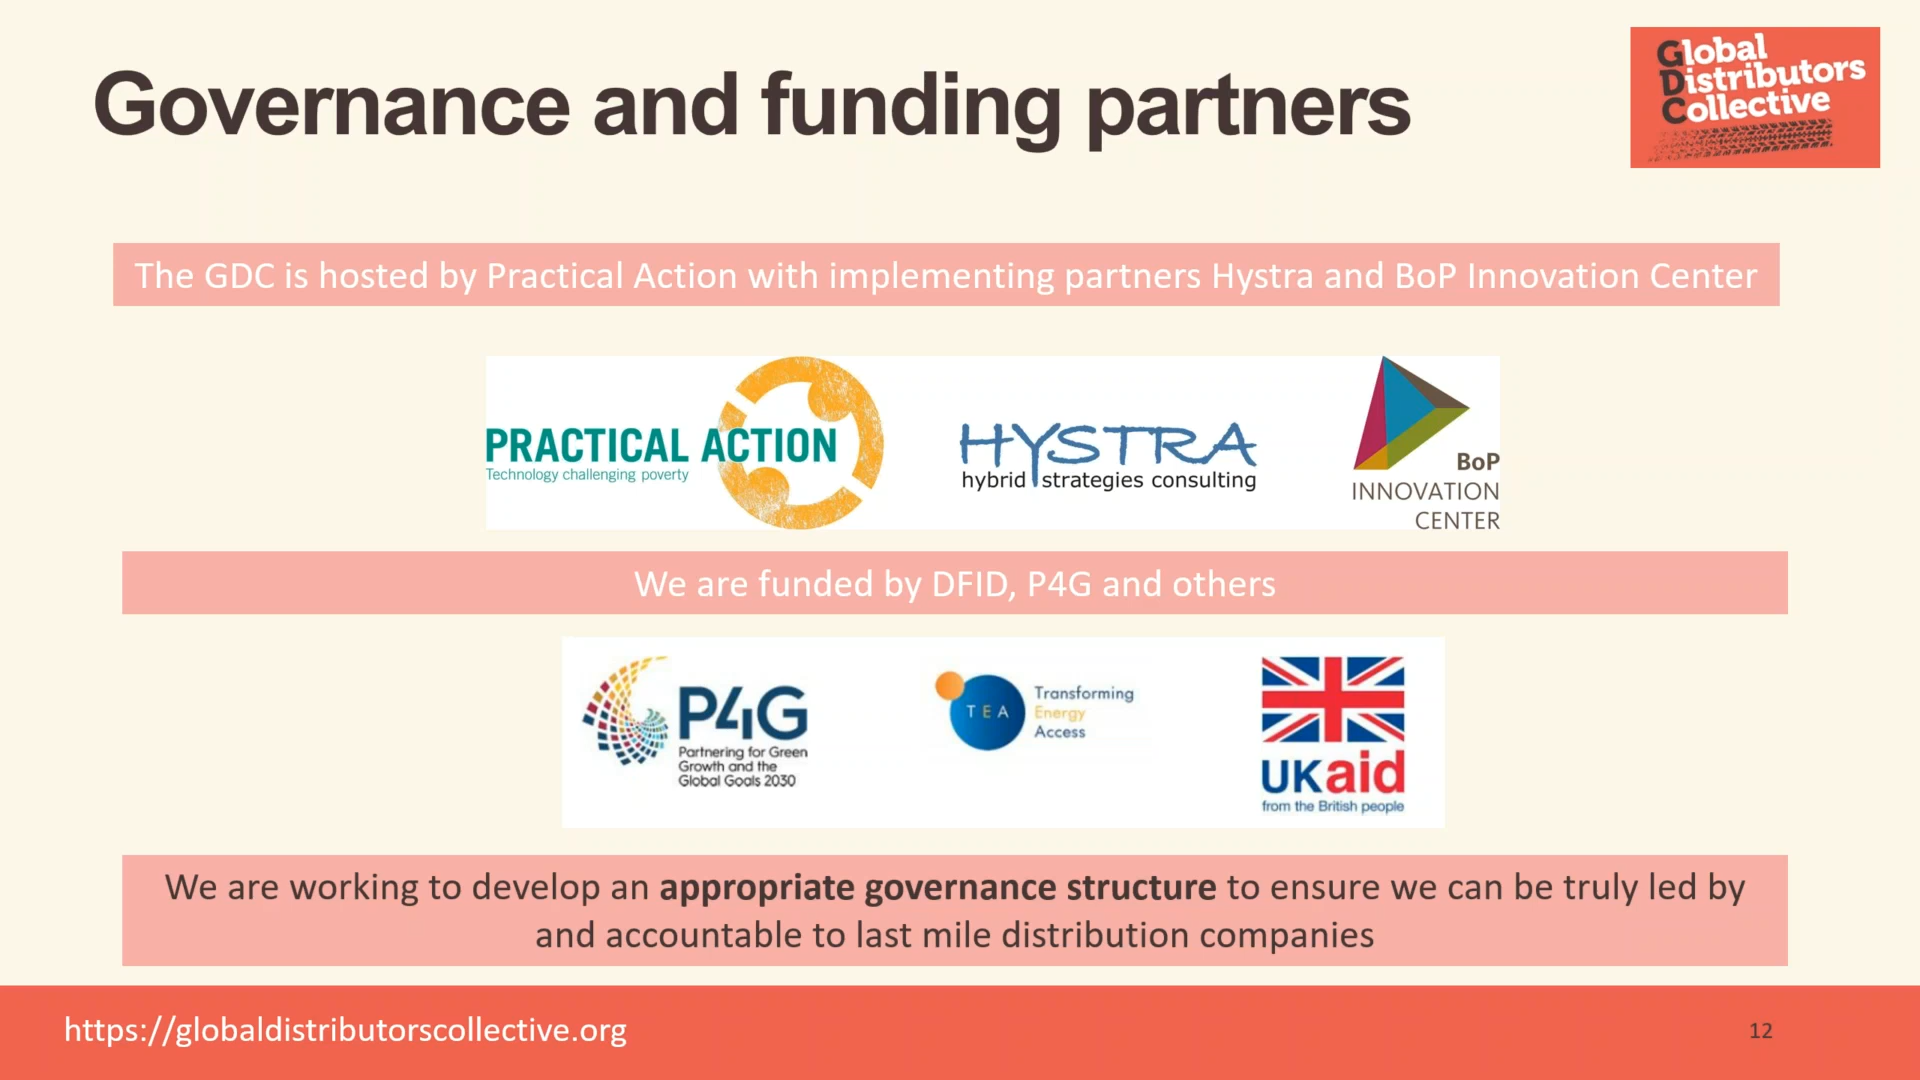 Governance and funding partners
Global
Distributors
Collective
The GDC is hosted by Practical Action with implementing partners Hystra and BoP Innovation Center
PRACTICAL ACTION
Technology challenging poverty
HYSTRA
hybrid strategies consulting
BoP
INNOVATION
CENTER
We are funded by DFID, P4G and others
P4G
Partnering for Green
Growth and the
Global Goals 2030
TEA
Transforming
Energy
Access
UKaid
from the British people
We are working to develop an appropriate governance structure to ensure we can be truly led by
and accountable to last mile distribution companies
https://globaldistributorscollective.org
12